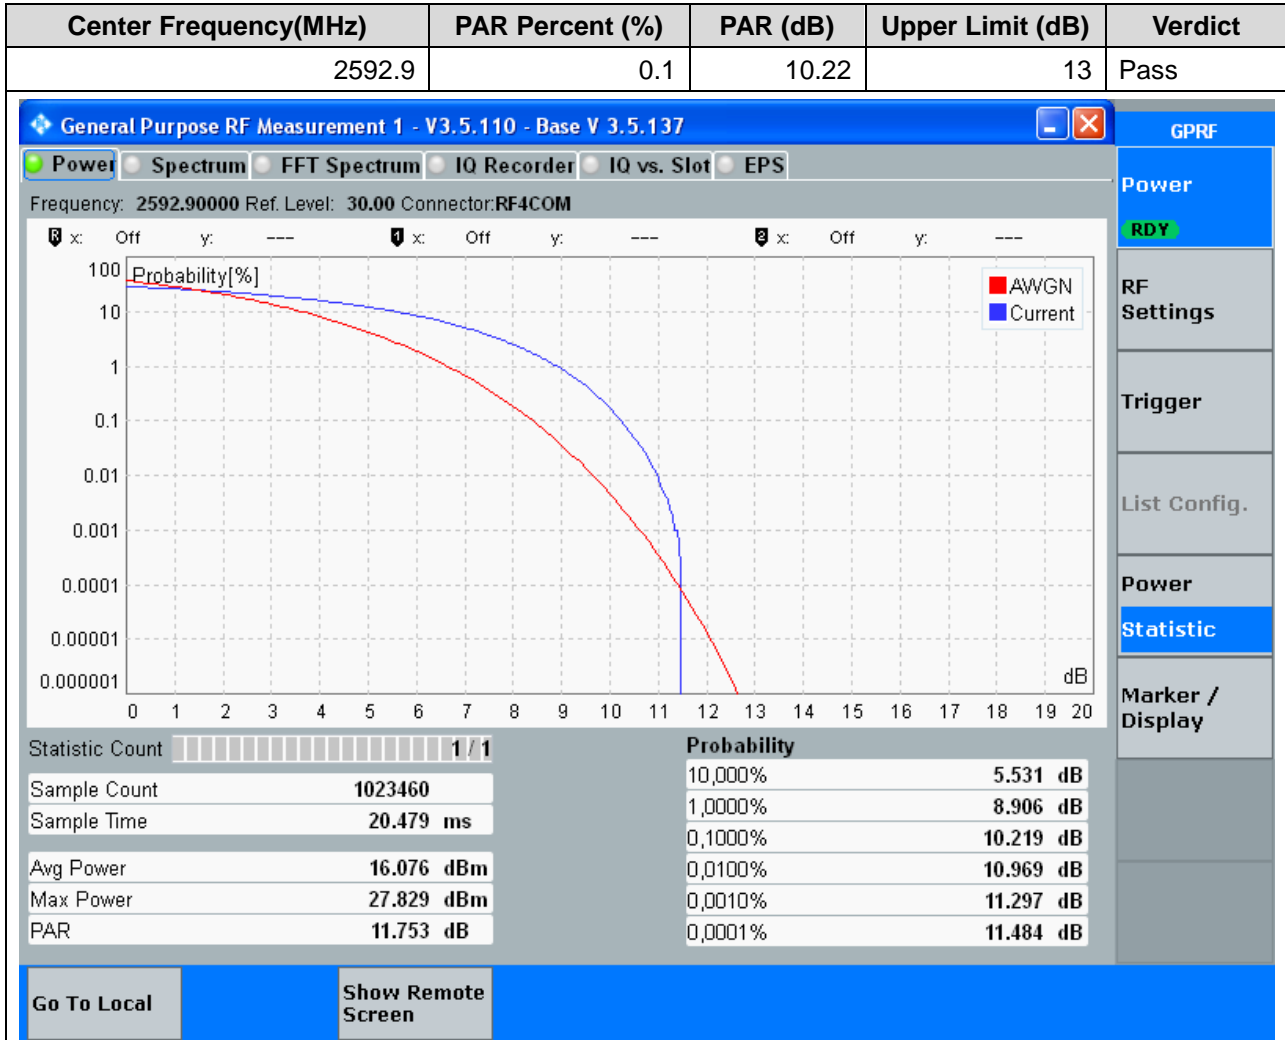 Center Frequency(MHz) PAR Percent (%) PAR (dB) Upper Limit (dB) Verdict
2592.9 0.1 10.22 13 Pass
General Purpose RF Measurement 1 - V3.5.110 - Base V 3.5.137
GPRF
Power Spectrum FFT Spectrum IQ Recorder IQ vs. Slot EPS
Frequency: 2592.90000 Ref. Level: 30.00 Connector:RF4COM
R x: Off y: --- 1 x: Off y: --- 2 x: Off y: ---
Probability[%]
AWGN
Current
100
10
1
0.1
0.01
0.001
0.0001
0.00001
0.000001
dB
0 1 2 3 4 5 6 7 8 9 10 11 12 13 14 15 16 17 18 19 20
Statistic Count 1 / 1
Sample Count 1023460
Sample Time 20.479 ms
Avg Power 16.076 dBm
Max Power 27.829 dBm
PAR 11.753 dB
Probability
10,000% 5.531 dB
1,0000% 8.906 dB
0,1000% 10.219 dB
0,0100% 10.969 dB
0,0010% 11.297 dB
0,0001% 11.484 dB
Power
RDY
RF
Settings
Trigger
List Config.
Power
Statistic
Marker /
Display
Go To Local
Show Remote
Screen